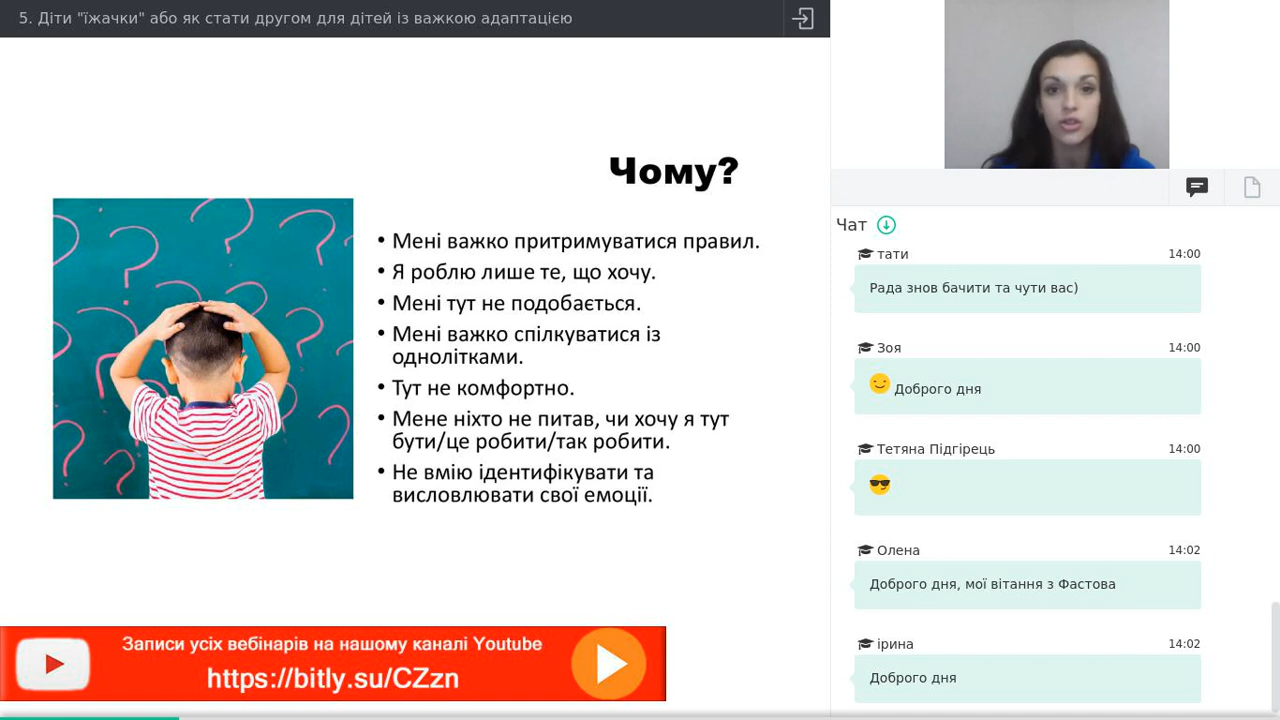 5. Діти "їжачки" або як стати другом для дітей із важкою адаптацією
Чому?
• Мені важко притримуватися правил.
• Я роблю лише те, що хочу.
• Мені тут не подобається.
• Мені важко спілкуватися із
однолітками.
• Тут не комфортно.
• Мене ніхто не питав, чи хочу я тут
бути/це робити/так робити.
• Не вмію ідентифікувати та
висловлювати свої емоції.
Записи усіх вебінарів на нашому каналі Youtube
https://bitly.su/CZzn
Чат
тати 14:00
Рада знов бачити та чути вас)
Зоя 14:00
Доброго дня
Тетяна Підгірець 14:00
Олена 14:02
Доброго дня, мої вітання з Фастова
ірина 14:02
Доброго дня